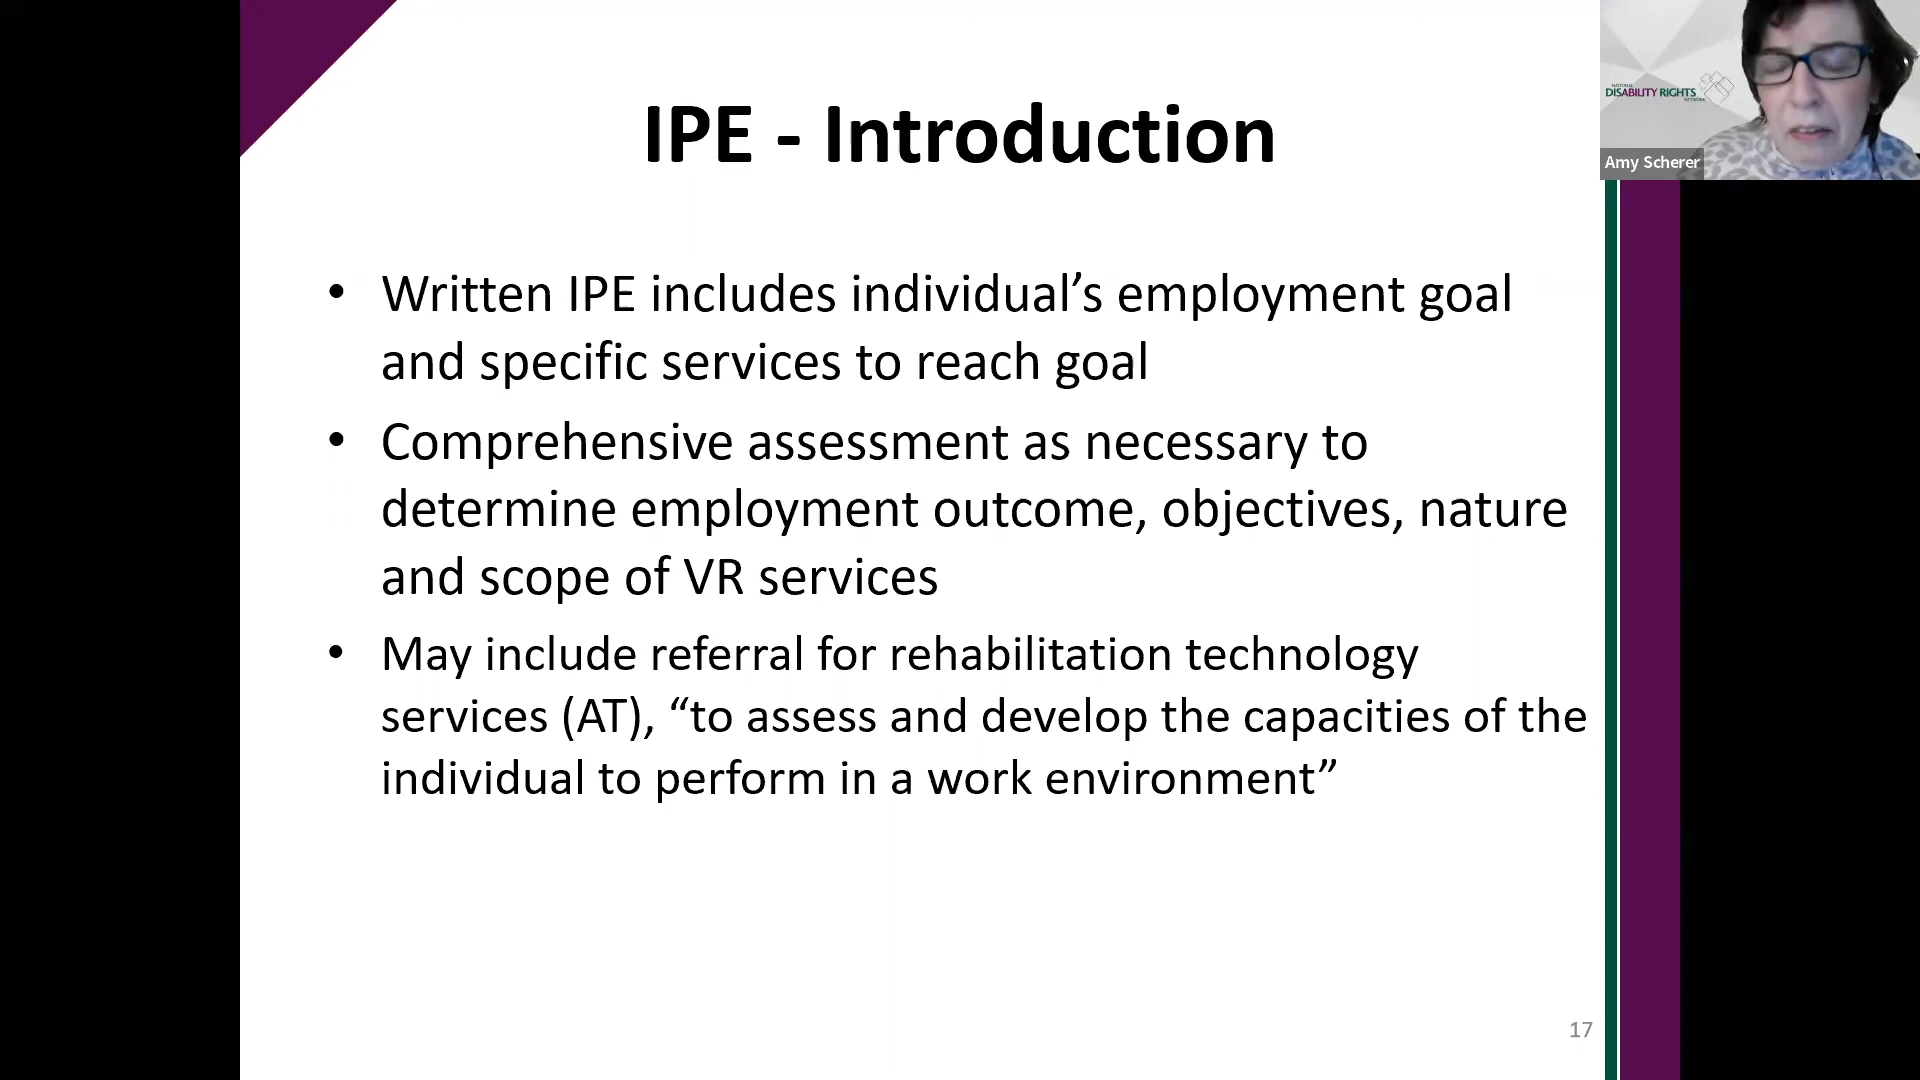 IPE - Introduction
• Written IPE includes individual’s employment goal
and specific services to reach goal
• Comprehensive assessment as necessary to
determine employment outcome, objectives, nature
and scope of VR services
• May include referral for rehabilitation technology
services (AT), “to assess and develop the capacities of the
individual to perform in a work environment”
17
NATIONAL
DISABILITY RIGHTS
NETWORK
Amy Scherer